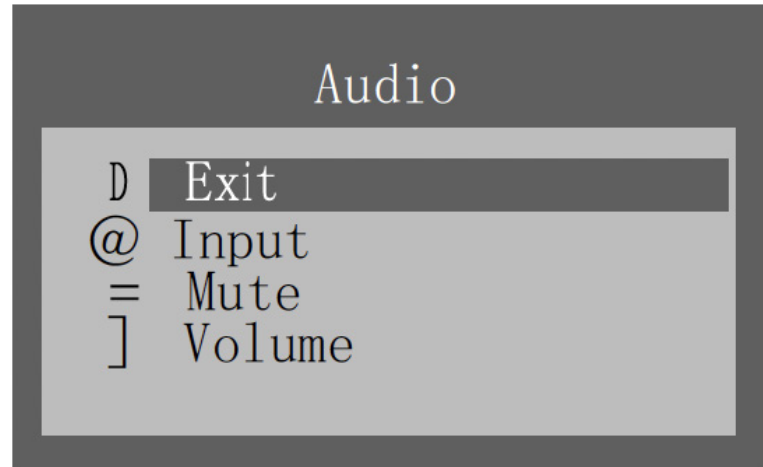 Audio
D Exit
@ Input
= Mute
] Volume